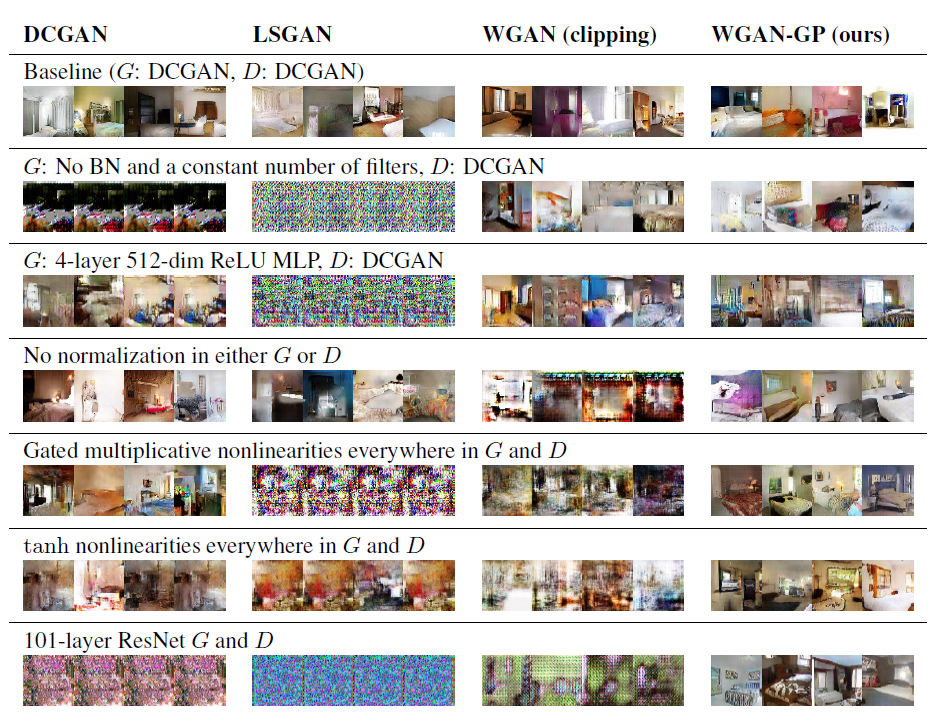 DCGAN LSGAN WGAN (clipping) WGAN-GP (ours)
Baseline (G: DCGAN, D: DCGAN)
G: No BN and a constant number of filters, D: DCGAN
G: 4-layer 512-dim ReLU MLP, D: DCGAN
No normalization in either G or D
Gated multiplicative nonlinearities everywhere in G and D
tanh nonlinearities everywhere in G and D
101-layer ResNet G and D